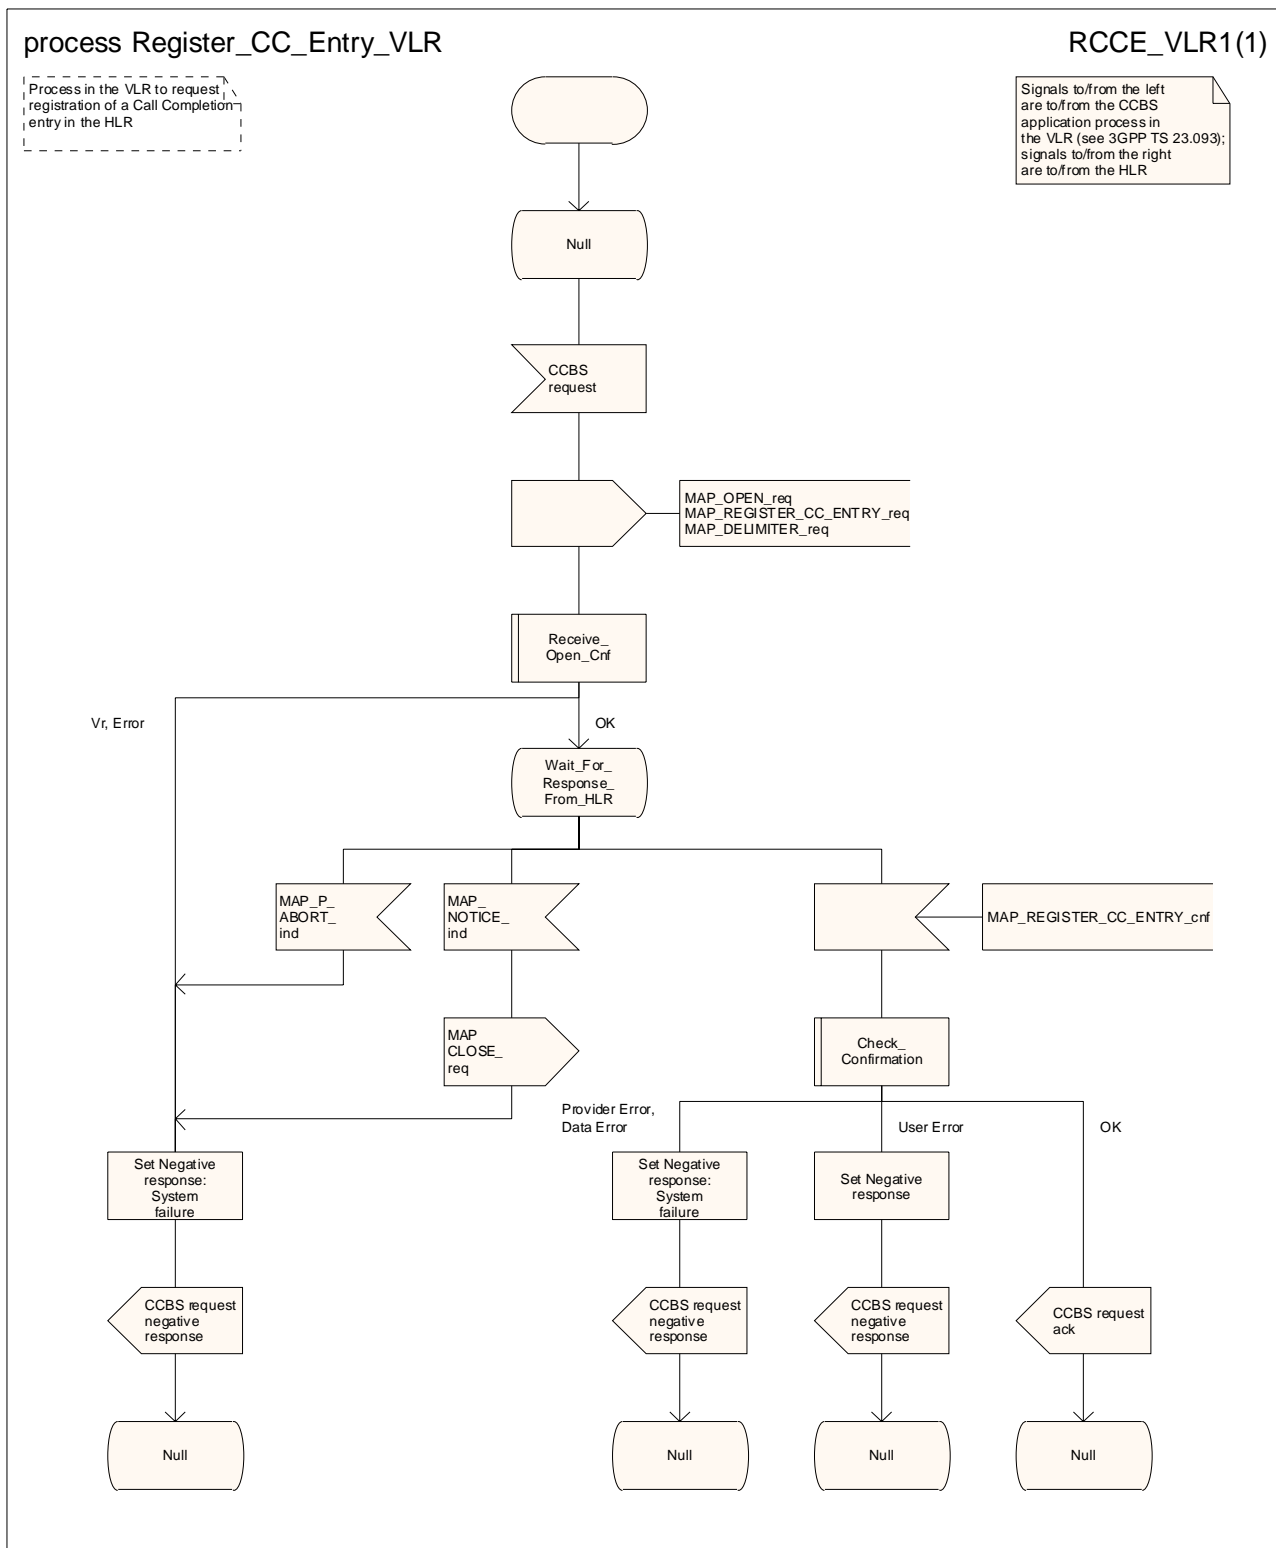 process Register_CC_Entry_VLR
RCCE_VLR1(1)
Process in the VLR to request
registration of a Call Completion
entry in the HLR
Signals to/from the left
are to/from the CCBS
application process in
the VLR (see 3GPP TS 23.093);
signals to/from the right
are to/from the HLR
Null
CCBS
request
MAP_OPEN_req
MAP_REGISTER_CC_ENTRY_req
MAP_DELIMITER_req
Receive_
Open_Cnf
Vr, Error
OK
Wait_For_
Response_
From_HLR
MAP_P_
ABORT_
ind
MAP_
NOTICE_
ind
MAP_REGISTER_CC_ENTRY_cnf
MAP
CLOSE_
req
Check_
Confirmation
Provider Error,
Data Error
User Error
OK
Set Negative
response:
System
failure
Set Negative
response:
System
failure
Set Negative
response
CCBS request
negative
response
CCBS request
negative
response
CCBS request
negative
response
CCBS request
ack
Null
Null
Null
Null